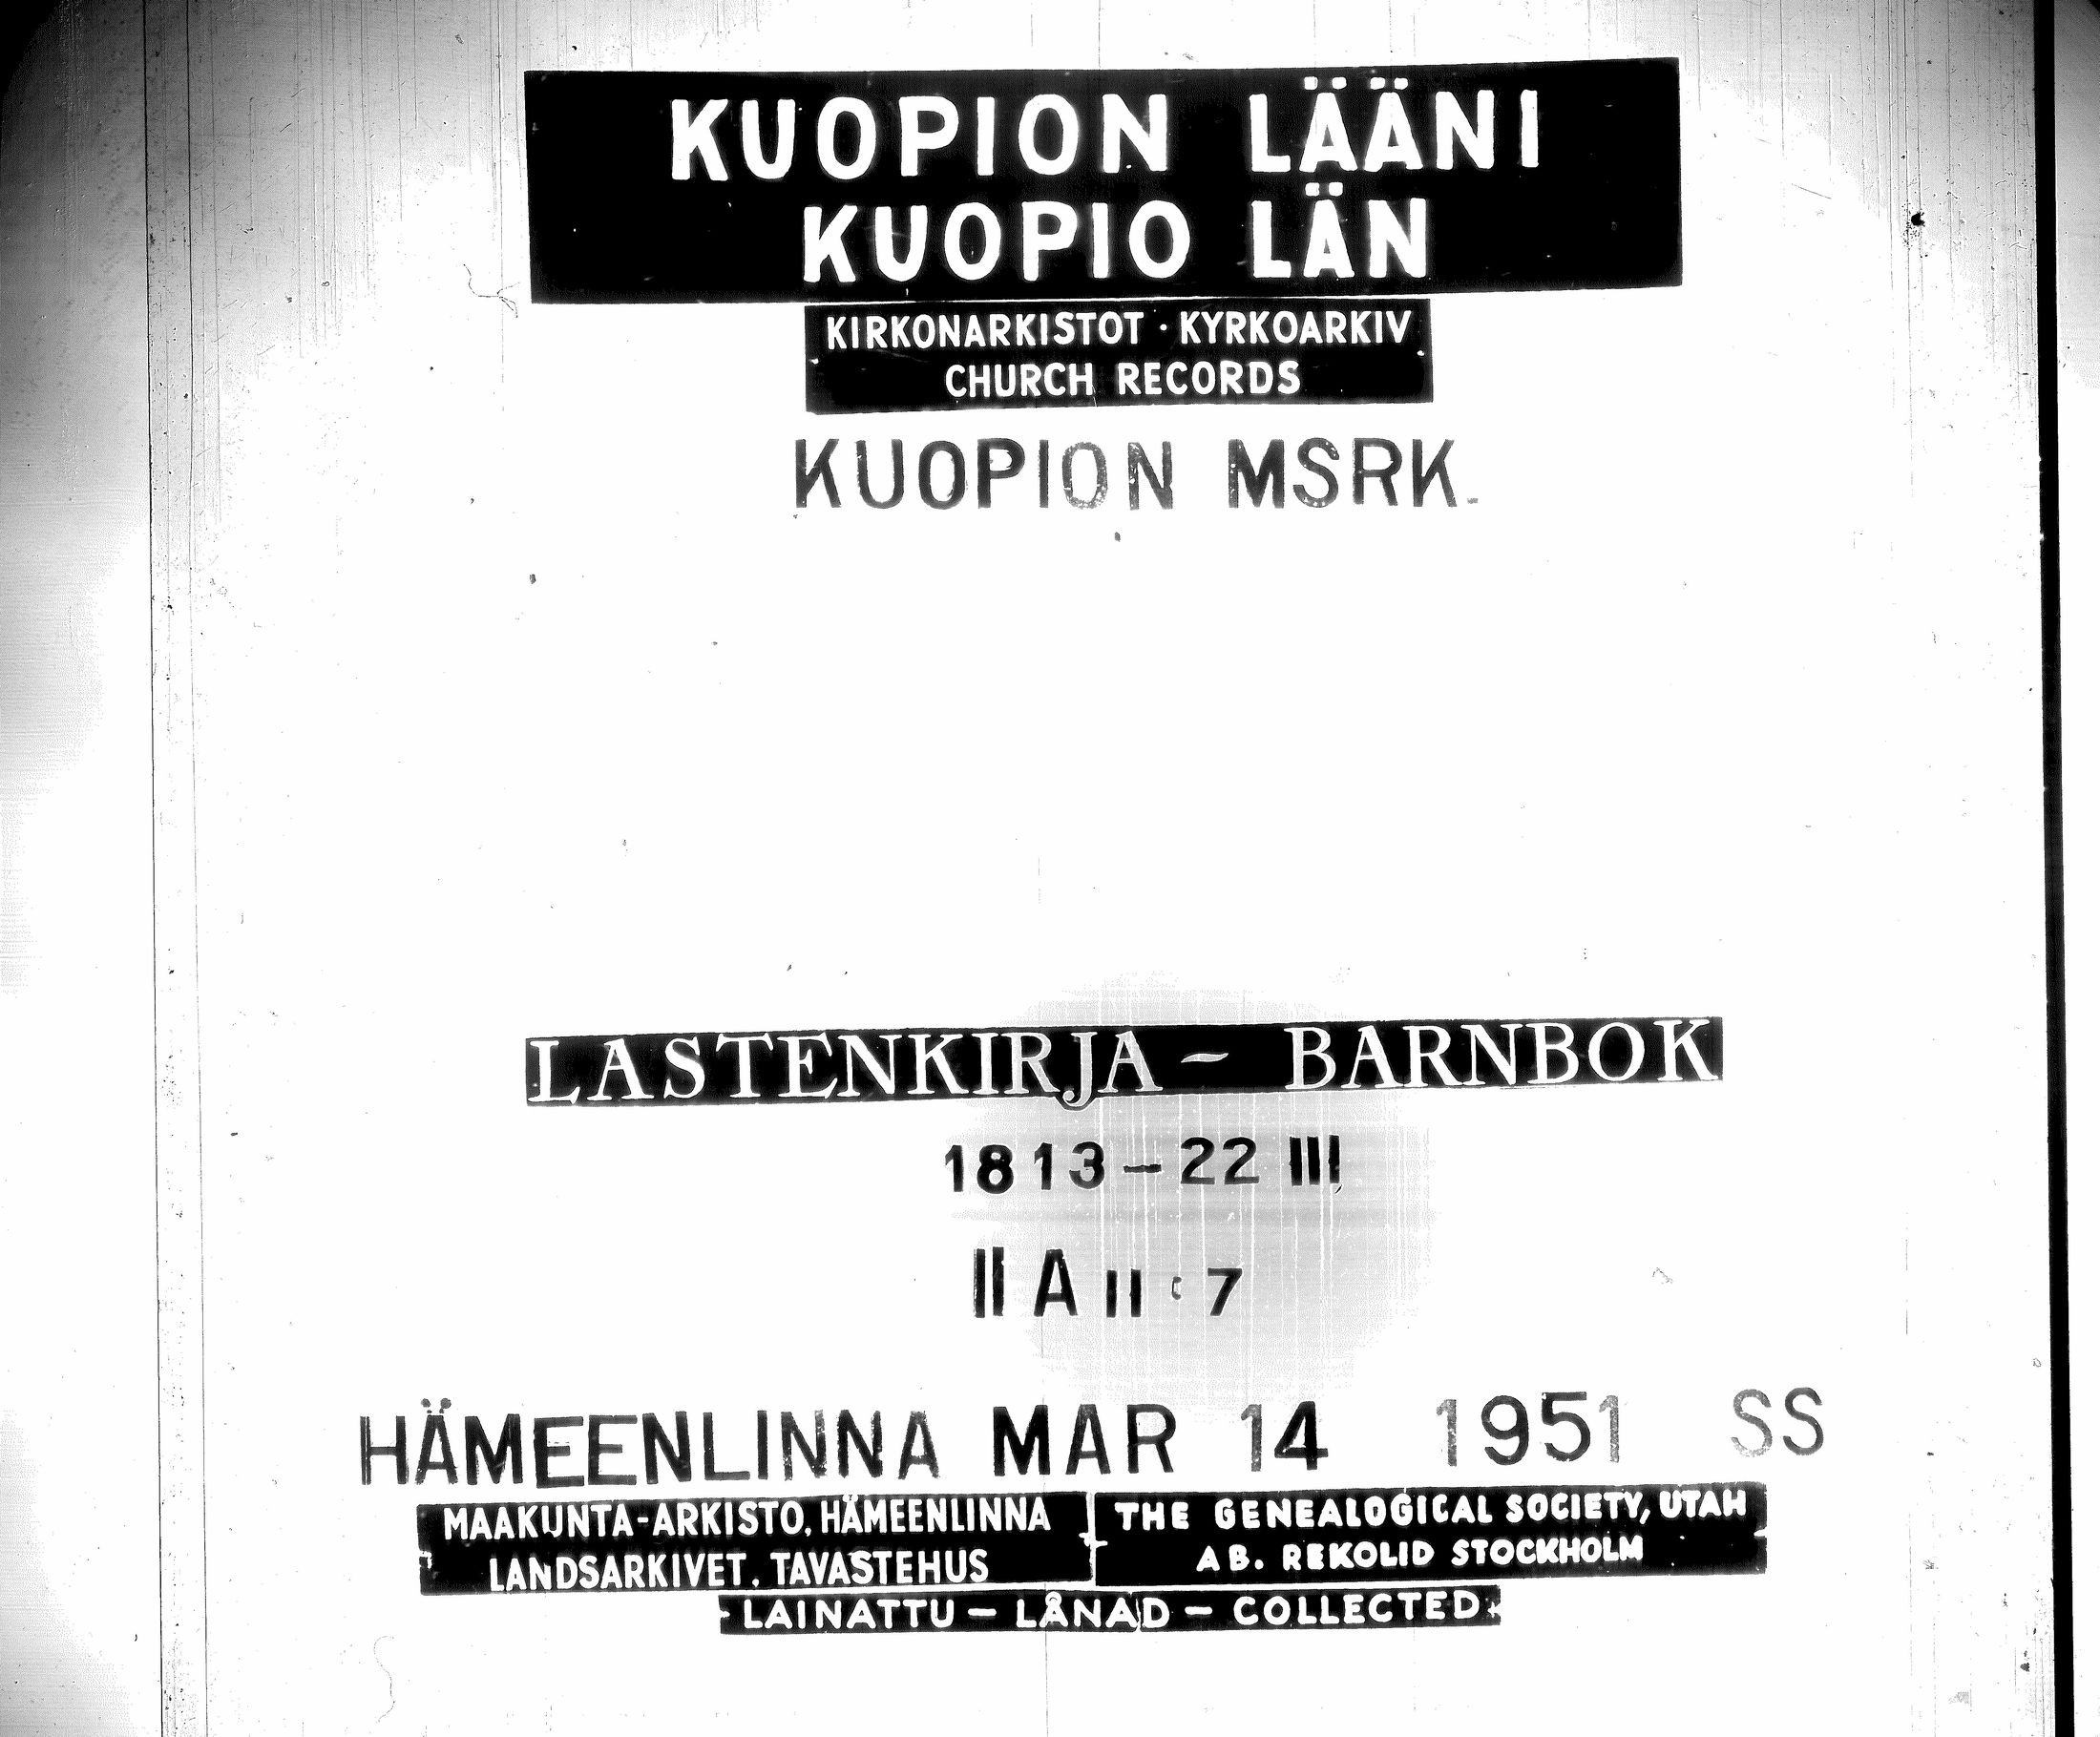 KUOPION LÄÄNI
KUOPIO LÄN
KIRKONARKISTOT · KYRKOARKIV
CHURCH RECORDS
KUOPION MSRK.
LASTENKIRJA - BARNBOK
1813-22 III
II A II : 7
HÄMEENLINNA MAR 14 1951 SS
MAAKUNTA-ARKISTO, HÄMEENLINNA
LANDSARKIVET, TAVASTEHUS
THE GENEALOGICAL SOCIETY, UTAH
AB. REKOLID STOCKHOLM
LAINATTU - LÅNAD - COLLECTED